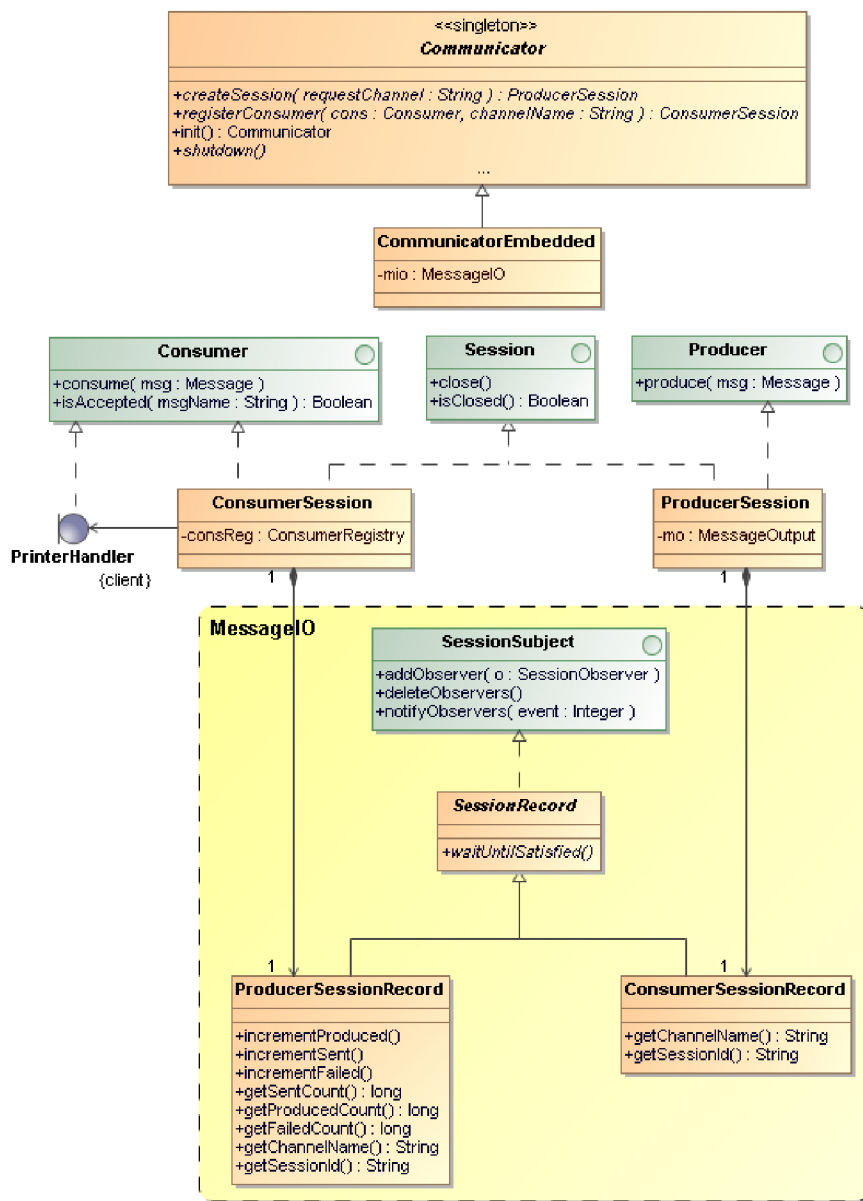 <<singleton>>
Communicator
+createSession( requestChannel : String ) : ProducerSession
+registerConsumer( cons : Consumer, channelName : String ) : ConsumerSession
+init() : Communicator
+shutdown()
...
CommunicatorEmbedded
-mio : MessageIO
Consumer
+consume( msg : Message )
+isAccepted( msgName : String ) : Boolean
Session
+close()
+isClosed() : Boolean
Producer
+produce( msg : Message )
ConsumerSession
-consReg : ConsumerRegistry
ProducerSession
-mo : MessageOutput
PrinterHandler
{client}
1
1
MessageIO
SessionSubject
+addObserver( o : SessionObserver )
+deleteObservers()
+notifyObservers( event : Integer )
SessionRecord
+waitUntilSatisfied()
1
1
ProducerSessionRecord
+incrementProduced()
+incrementSent()
+incrementFailed()
+getSentCount() : long
+getProducedCount() : long
+getFailedCount() : long
+getChannelName() : String
+getSessionId() : String
ConsumerSessionRecord
+getChannelName() : String
+getSessionId() : String